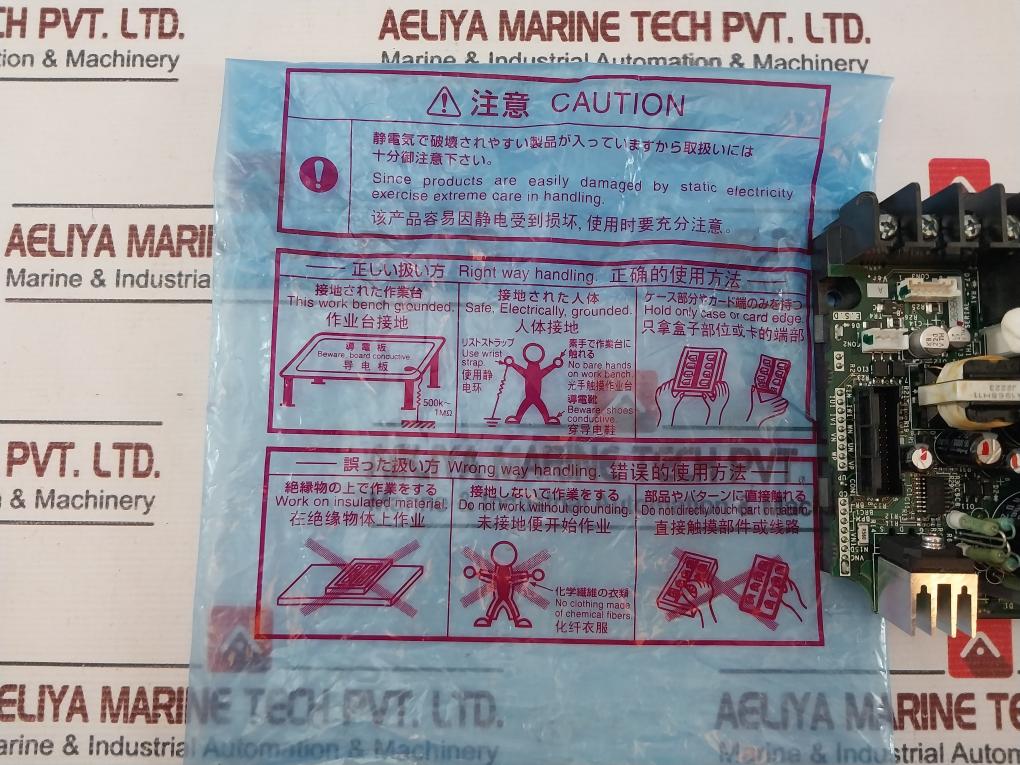 CH PVT. LTD.
AELIYA MARINE TECH PVT. LTD.
tion & Machinery
Marine & Industrial Automation & Machinery
⚠ 注意 CAUTION
静電気で破壊されやすい製品が入っていますから取扱いには
十分御注意下さい。
Since products are easily damaged by static electricity
exercise extreme care in handling.
该产品容易因静电受到损坏, 使用时要充分注意。
AELIYA MARI
Marine & Industrial
正しい扱い方 Right way handling. 正确的使用方法
接地された作業台
This work bench grounded.
作业台接地
導電板
Beware, board conductive.
导电板
500k~
1MΩ
接地された人体
Safe, Electrically, grounded.
人体接地
リストストラップ
Use wrist
strap.
使用静
电环
素手で作業台に
触れる
No bare hands
on work bench.
光手触操作业台
導電靴
Beware, shoes
conductive.
穿导电鞋
ケース部分やカード端のみを持つ
Hold only case or card edge.
只拿盒子部位或卡的端部
PVT. LTD.
omation & Machinery
誤った扱い方 Wrong way handling. 错误的使用方法
絶縁物の上で作業をする
Work on insulated material.
在绝缘物体上作业
接地しないで作業をする
Do not work without grounding.
未接地便开始作业
化学繊維の衣類
No clothing made
of chemical fibers.
化纤衣服
部品やパターンに直接触れる
Do not directly touch part or pattern.
直接触摸部件或线路
E.S.D
CON3
CON2
J2223
ELIYA MARINE TECH PVT. LTD.
arine & Industrial Automation & Machinery
AELIYA MARINE TE
Marine & Industrial Autom